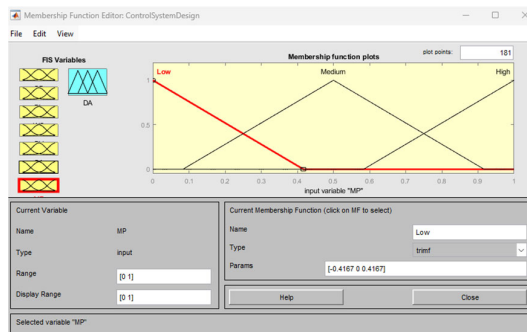 Membership Function Editor: ControlSystemDesign
File Edit View
FIS Variables
DA
Membership function plots
plot points:
181
Low
Medium
High
1
0.5
0
0 0.1 0.2 0.3 0.4 0.5 0.6 0.7 0.8 0.9 1
input variable "MP"
Current Variable
Name MP
Type input
Range [0 1]
Display Range [0 1]
Current Membership Function (click on MF to select)
Name Low
Type trimf
Params [-0.4167 0 0.4167]
Help Close
Selected variable "MP"